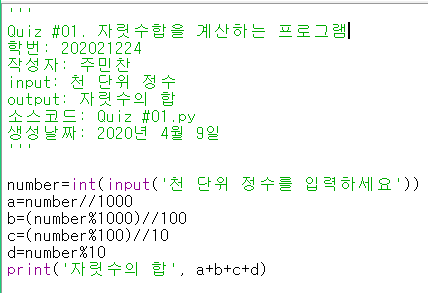 '''
Quiz #01. 자릿수합을 계산하는 프로그램
학번: 202021224
작성자: 주민찬
input: 천 단위 정수
output: 자릿수의 합
소스코드: Quiz #01.py
생성날짜: 2020년 4월 9일
'''
number=int(input('천 단위 정수를 입력하세요'))
a=number//1000
b=(number%1000)//100
c=(number%100)//10
d=number%10
print('자릿수의 합', a+b+c+d)